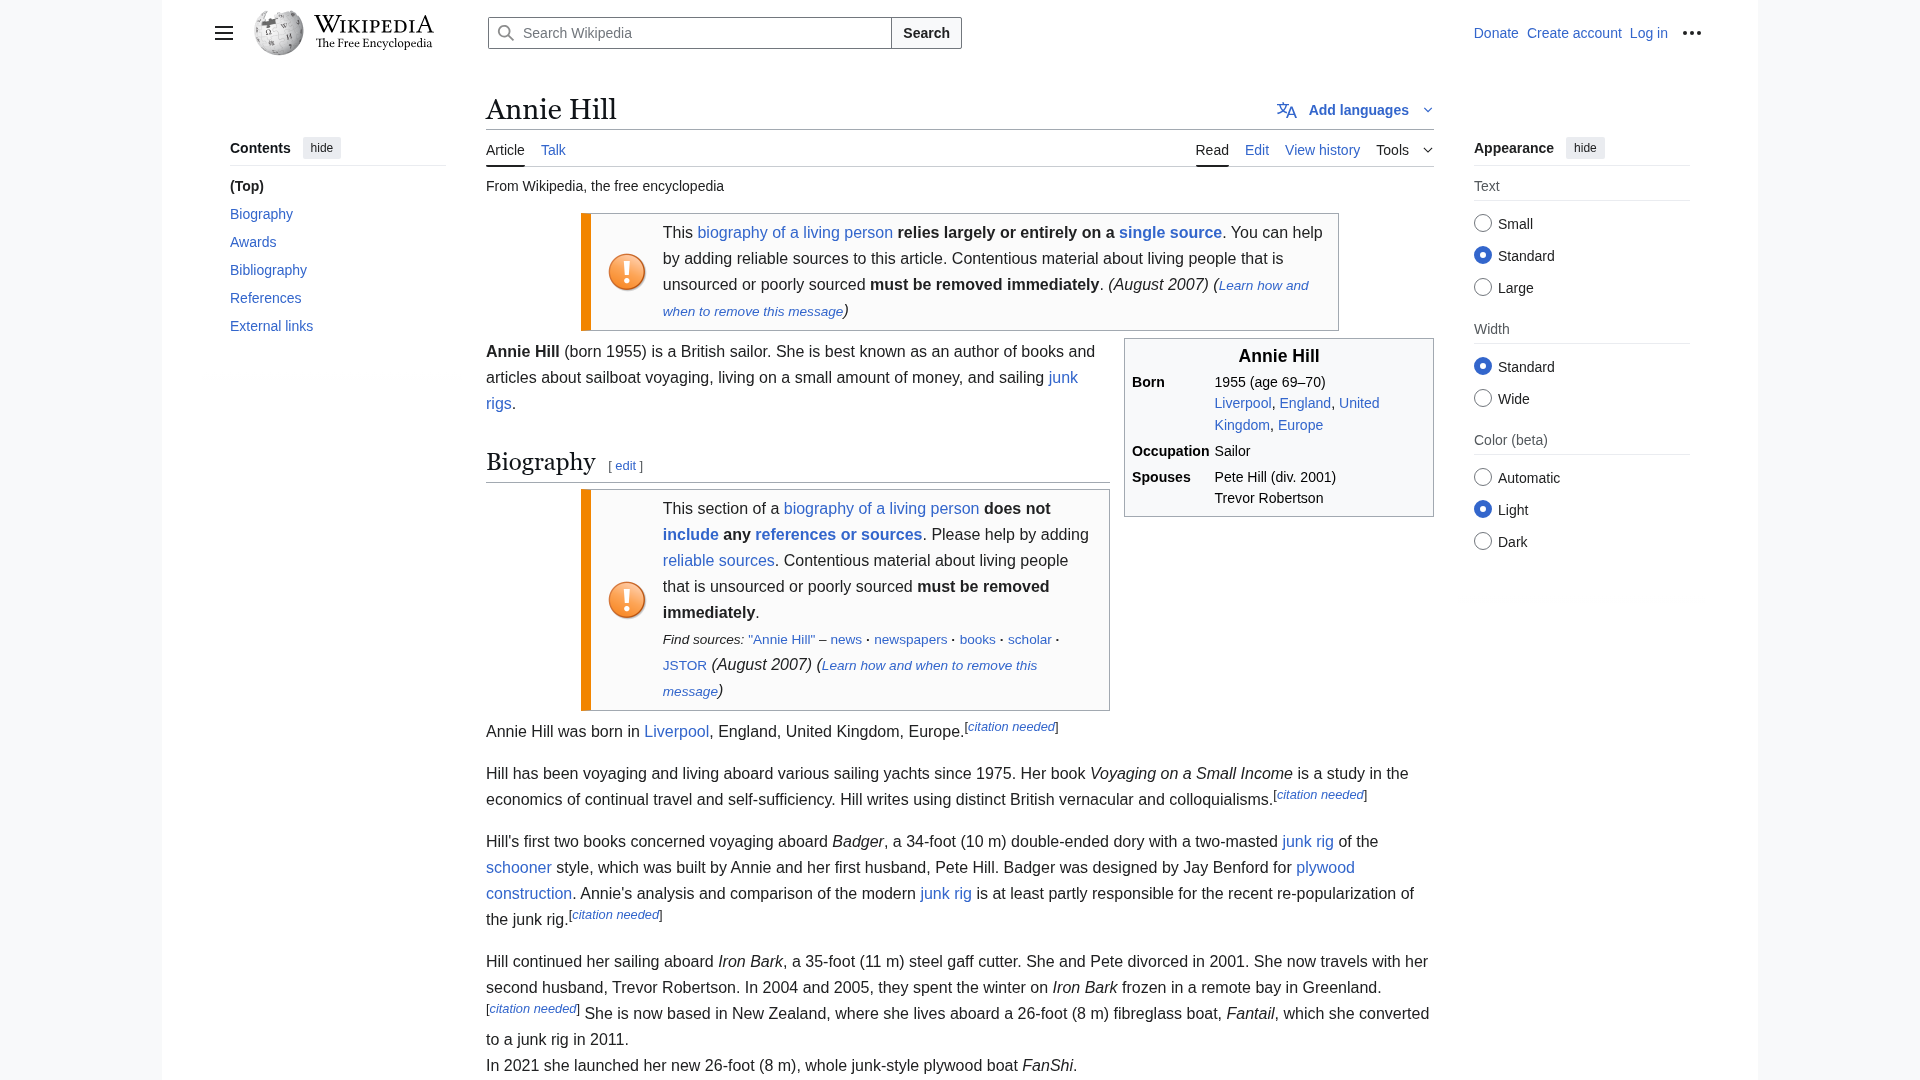 WIKIPEDIA
The Free Encyclopedia
Search Wikipedia
Search
Donate Create account Log in
Contents hide
(Top)
Biography
Awards
Bibliography
References
External links
Annie Hill
Add languages
Article Talk
Read Edit View history Tools
From Wikipedia, the free encyclopedia
This biography of a living person relies largely or entirely on a single source. You can help
by adding reliable sources to this article. Contentious material about living people that is
unsourced or poorly sourced must be removed immediately. (August 2007) (Learn how and
when to remove this message)
Annie Hill (born 1955) is a British sailor. She is best known as an author of books and
articles about sailboat voyaging, living on a small amount of money, and sailing junk
rigs.
Annie Hill
Born 1955 (age 69–70)
Liverpool, England, United
Kingdom, Europe
Occupation Sailor
Spouses Pete Hill (div. 2001)
Trevor Robertson
Biography [ edit ]
This section of a biography of a living person does not
include any references or sources. Please help by adding
reliable sources. Contentious material about living people
that is unsourced or poorly sourced must be removed
immediately.
Find sources: "Annie Hill" – news · newspapers · books · scholar ·
JSTOR (August 2007) (Learn how and when to remove this
message)
Annie Hill was born in Liverpool, England, United Kingdom, Europe.[citation needed]
Hill has been voyaging and living aboard various sailing yachts since 1975. Her book Voyaging on a Small Income is a study in the
economics of continual travel and self-sufficiency. Hill writes using distinct British vernacular and colloquialisms.[citation needed]
Hill's first two books concerned voyaging aboard Badger, a 34-foot (10 m) double-ended dory with a two-masted junk rig of the
schooner style, which was built by Annie and her first husband, Pete Hill. Badger was designed by Jay Benford for plywood
construction. Annie's analysis and comparison of the modern junk rig is at least partly responsible for the recent re-popularization of
the junk rig.[citation needed]
Hill continued her sailing aboard Iron Bark, a 35-foot (11 m) steel gaff cutter. She and Pete divorced in 2001. She now travels with her
second husband, Trevor Robertson. In 2004 and 2005, they spent the winter on Iron Bark frozen in a remote bay in Greenland.
[citation needed] She is now based in New Zealand, where she lives aboard a 26-foot (8 m) fibreglass boat, Fantail, which she converted
to a junk rig in 2011.
In 2021 she launched her new 26-foot (8 m), whole junk-style plywood boat FanShi.
Appearance hide
Text
Small
Standard
Large
Width
Standard
Wide
Color (beta)
Automatic
Light
Dark